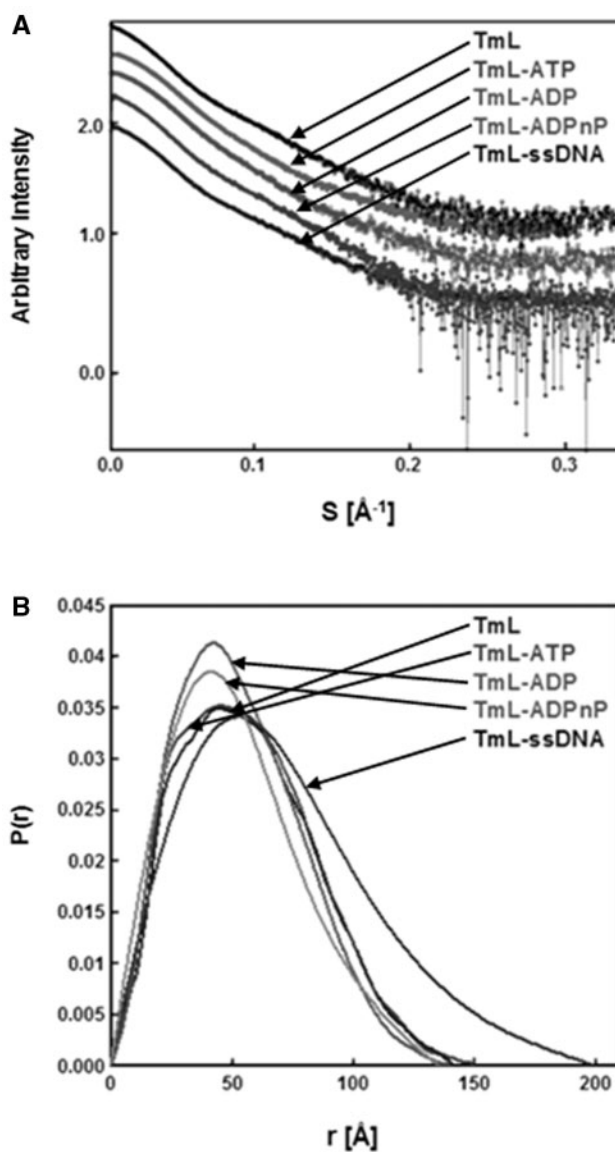 A
Arbitrary Intensity
2.0
1.0
0.0
TmL
TmL-ATP
TmL-ADP
TmL-ADPnP
TmL-ssDNA
0.0 0.1 0.2 0.3
S [Å-1]
B
P(r)
0.045
0.04
0.035
0.03
0.025
0.02
0.015
0.01
0.005
0.000
TmL
TmL-ATP
TmL-ADP
TmL-ADPnP
TmL-ssDNA
0 50 100 150 200
r [Å]